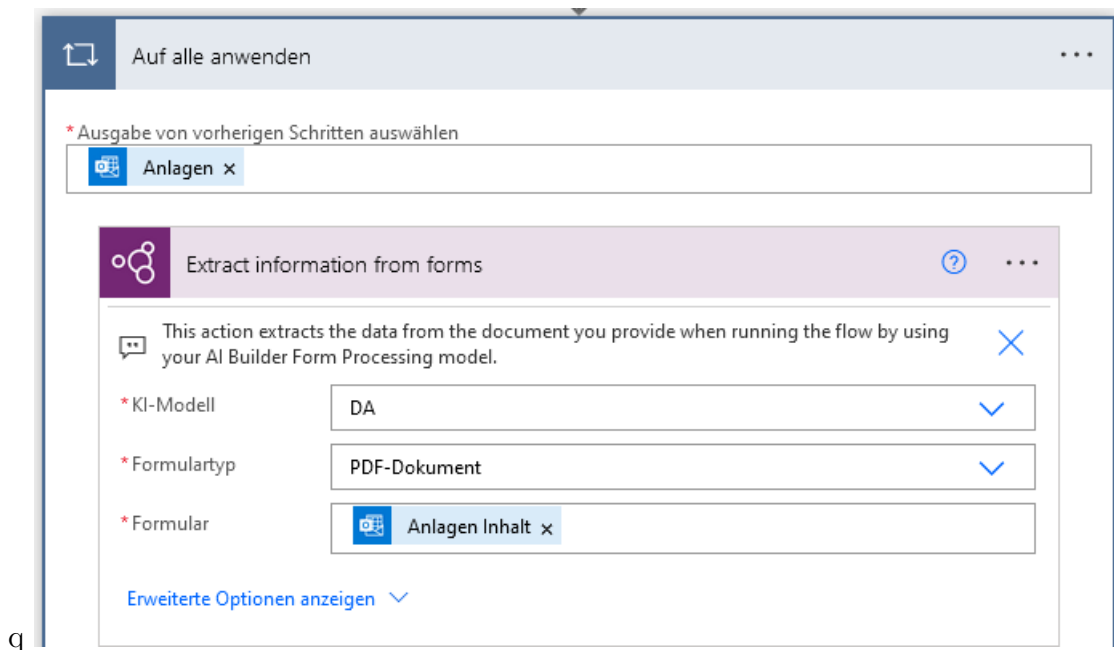 Auf alle anwenden
* Ausgabe von vorherigen Schritten auswählen
Anlagen ×
Extract information from forms
This action extracts the data from the document you provide when running the flow by using
your AI Builder Form Processing model.
* KI-Modell DA
* Formulartyp PDF-Dokument
* Formular Anlagen Inhalt ×
Erweiterte Optionen anzeigen
q